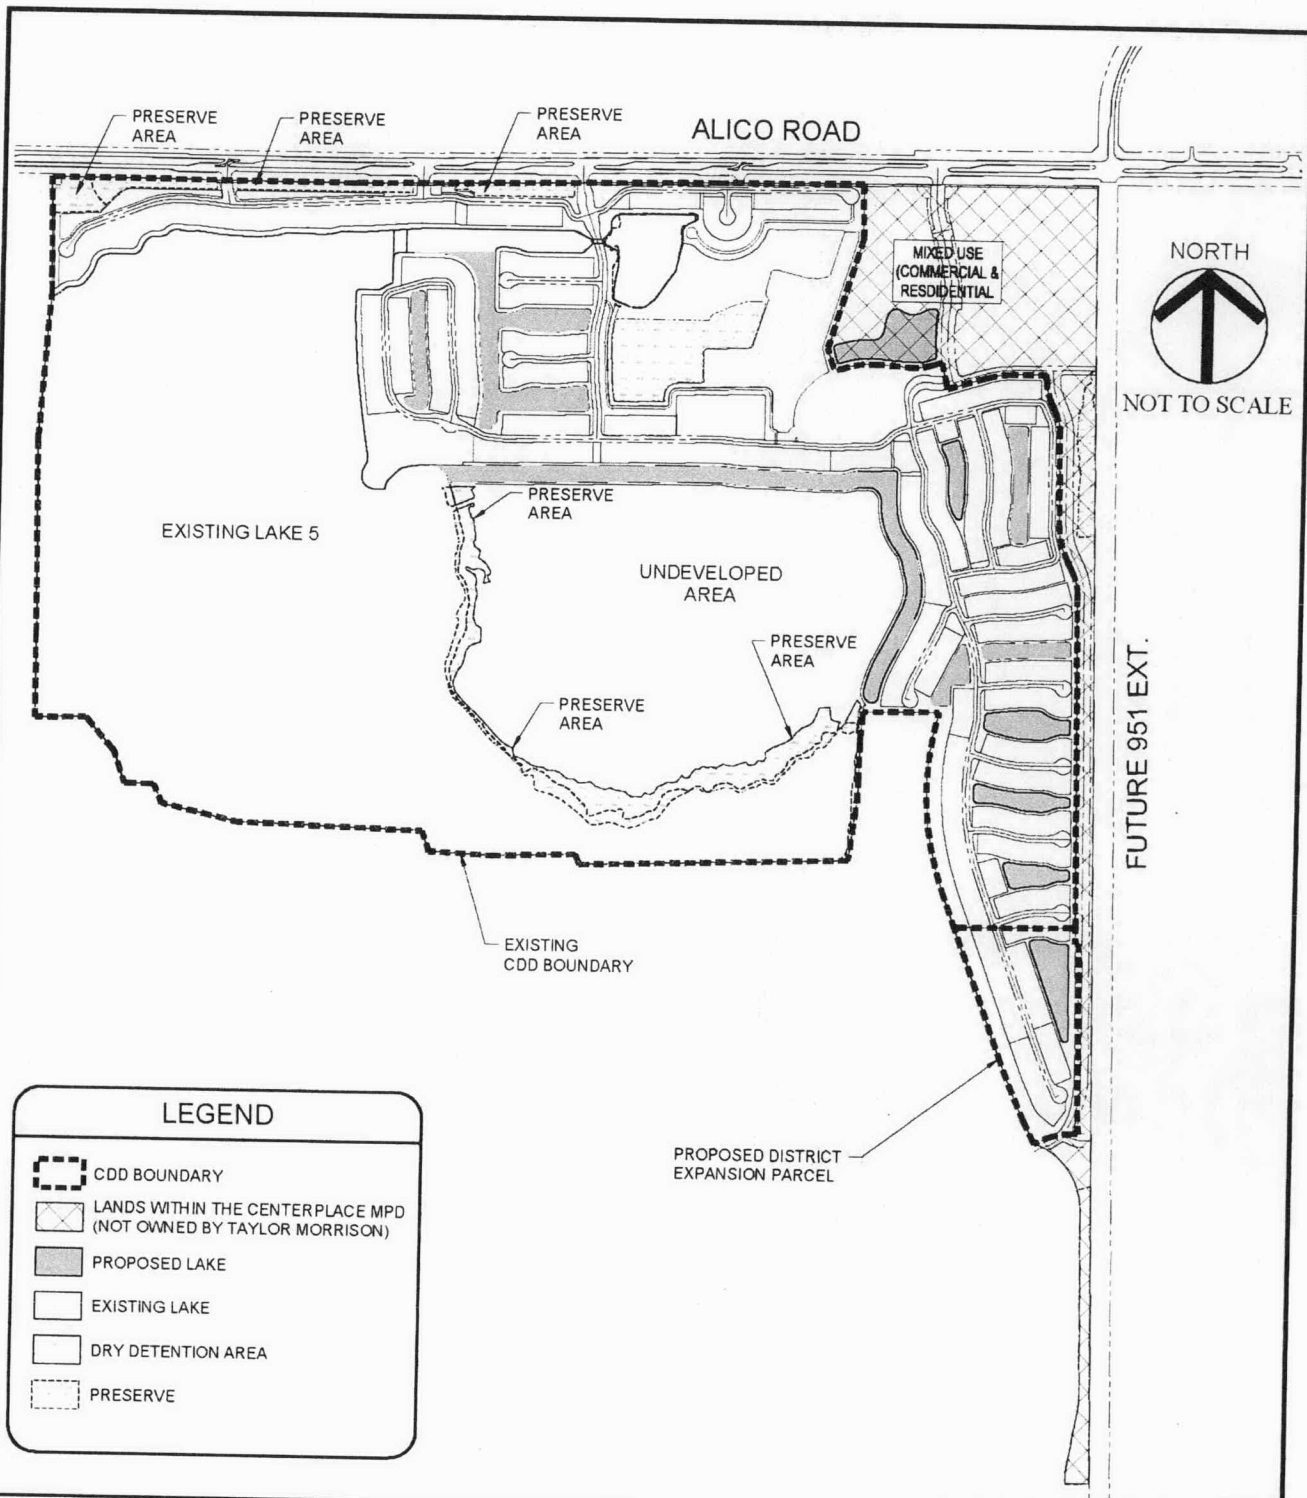 PRESERVE
AREA
PRESERVE
AREA
PRESERVE
AREA
ALICO ROAD
MIXED USE
(COMMERCIAL &
RESDIDENTIAL
NORTH
NOT TO SCALE
PRESERVE
AREA
EXISTING LAKE 5
UNDEVELOPED
AREA
PRESERVE
AREA
PRESERVE
AREA
FUTURE 951 EXT.
EXISTING
CDD BOUNDARY
PROPOSED DISTRICT
EXPANSION PARCEL
LEGEND
CDD BOUNDARY
LANDS WITHIN THE CENTERPLACE MPD
(NOT OWNED BY TAYLOR MORRISON)
PROPOSED LAKE
EXISTING LAKE
DRY DETENTION AREA
PRESERVE